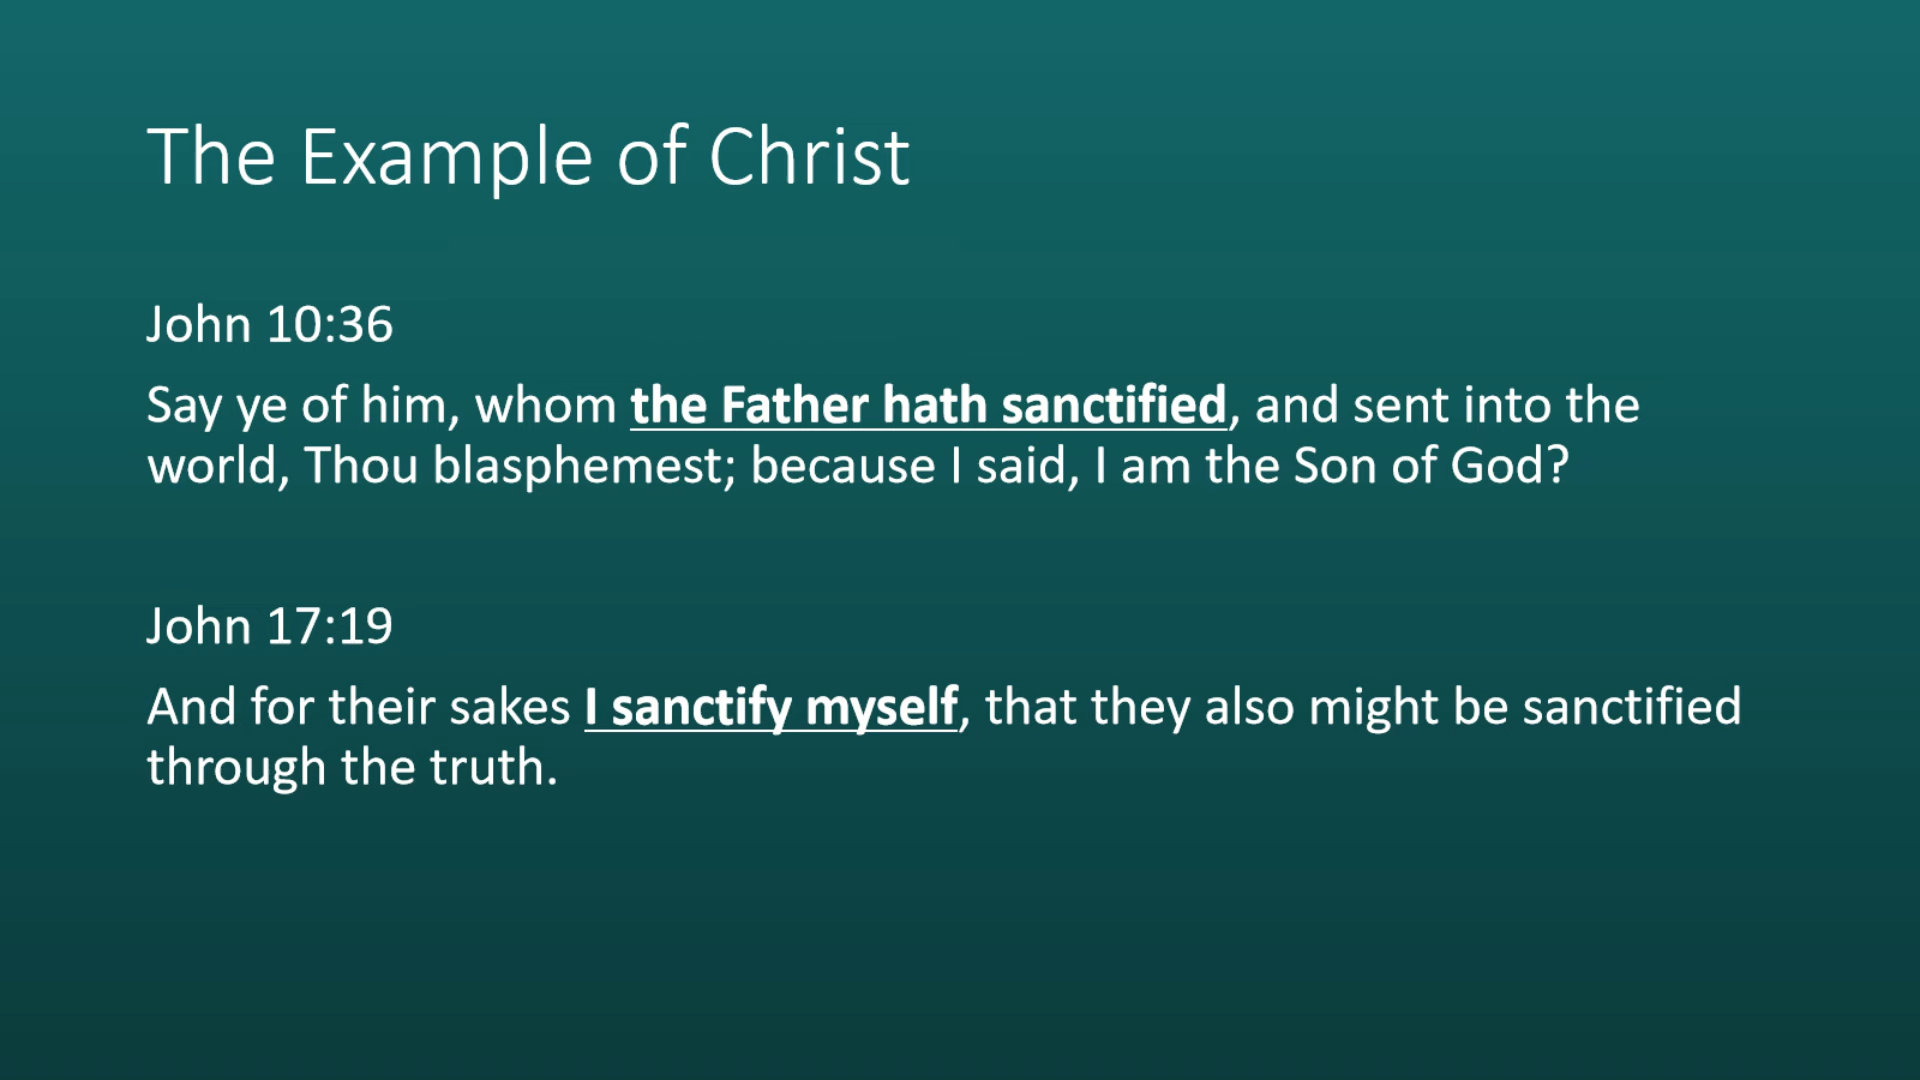 The Example of Christ
John 10:36
Say ye of him, whom the Father hath sanctified, and sent into the
world, Thou blasphemest; because I said, I am the Son of God?
John 17:19
And for their sakes I sanctify myself, that they also might be sanctified
through the truth.